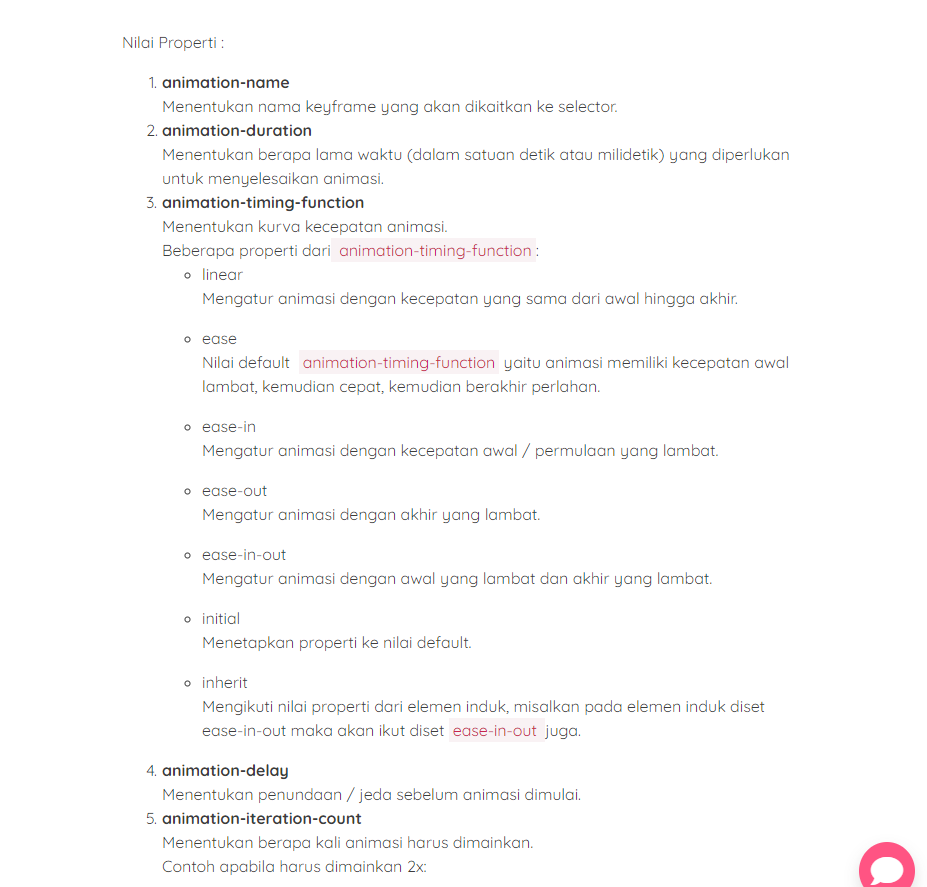 Nilai Properti :
1. animation-name
Menentukan nama keyframe yang akan dikaitkan ke selector.
2. animation-duration
Menentukan berapa lama waktu (dalam satuan detik atau milidetik) yang diperlukan
untuk menyelesaikan animasi.
3. animation-timing-function
Menentukan kurva kecepatan animasi.
Beberapa properti dari animation-timing-function :
linear
Mengatur animasi dengan kecepatan yang sama dari awal hingga akhir.
ease
Nilai default animation-timing-function yaitu animasi memiliki kecepatan awal
lambat, kemudian cepat, kemudian berakhir perlahan.
ease-in
Mengatur animasi dengan kecepatan awal / permulaan yang lambat.
ease-out
Mengatur animasi dengan akhir yang lambat.
ease-in-out
Mengatur animasi dengan awal yang lambat dan akhir yang lambat.
initial
Menetapkan properti ke nilai default.
inherit
Mengikuti nilai properti dari elemen induk, misalkan pada elemen induk diset
ease-in-out maka akan ikut diset ease-in-out juga.
4. animation-delay
Menentukan penundaan / jeda sebelum animasi dimulai.
5. animation-iteration-count
Menentukan berapa kali animasi harus dimainkan.
Contoh apabila harus dimainkan 2x: